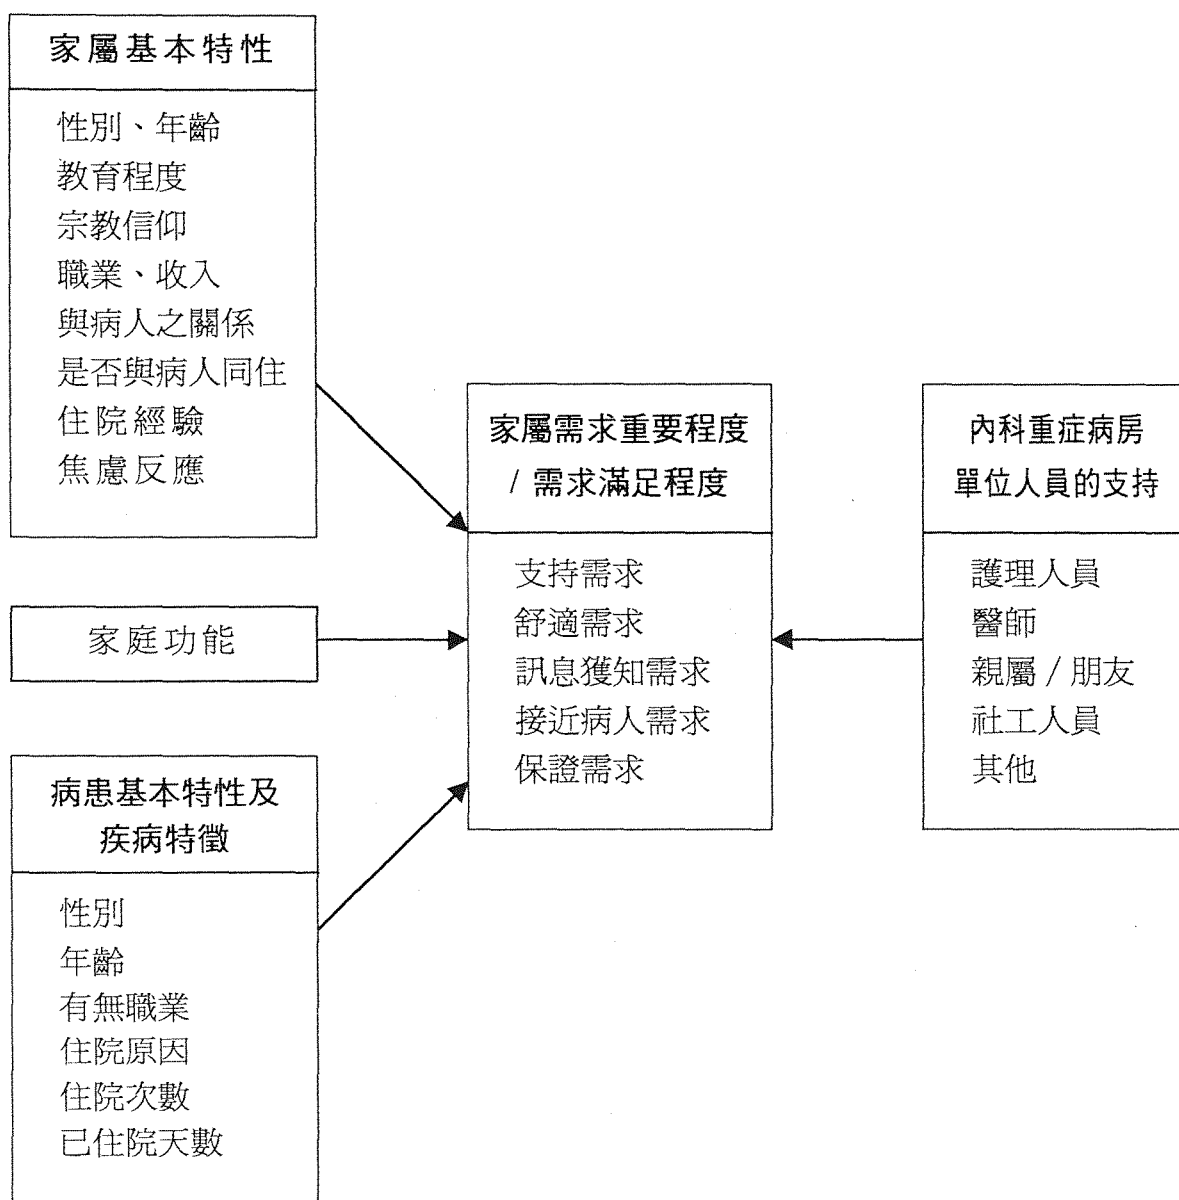 家屬基本特性
性別、年齡
教育程度
宗教信仰
職業、收入
與病人之關係
是否與病人同住
住院經驗
焦慮反應
家庭功能
病患基本特性及
疾病特徵
性別
年齡
有無職業
住院原因
住院次數
已住院天數
家屬需求重要程度
/ 需求滿足程度
支持需求
舒適需求
訊息獲知需求
接近病人需求
保證需求
內科重症病房
單位人員的支持
護理人員
醫師
親屬 / 朋友
社工人員
其他